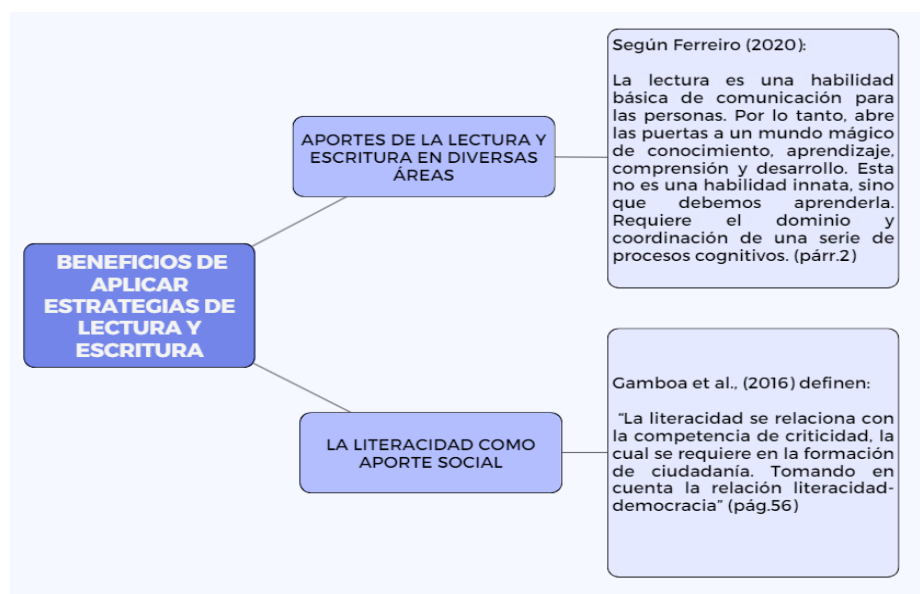 BENEFICIOS DE
APLICAR
ESTRATEGIAS DE
LECTURA Y
ESCRITURA
APORTES DE LA LECTURA Y
ESCRITURA EN DIVERSAS
ÁREAS
Según Ferreiro (2020):
La lectura es una habilidad
básica de comunicación para
las personas. Por lo tanto, abre
las puertas a un mundo mágico
de conocimiento, aprendizaje,
comprensión y desarrollo. Esta
no es una habilidad innata, sino
que debemos aprenderla.
Requiere el dominio y
coordinación de una serie de
procesos cognitivos. (párr.2)
LA LITERACIDAD COMO
APORTE SOCIAL
Gamboa et al., (2016) definen:
“La literacidad se relaciona con
la competencia de criticidad, la
cual se requiere en la formación
de ciudadanía. Tomando en
cuenta la relación literacidad-
democracia” (pág.56)